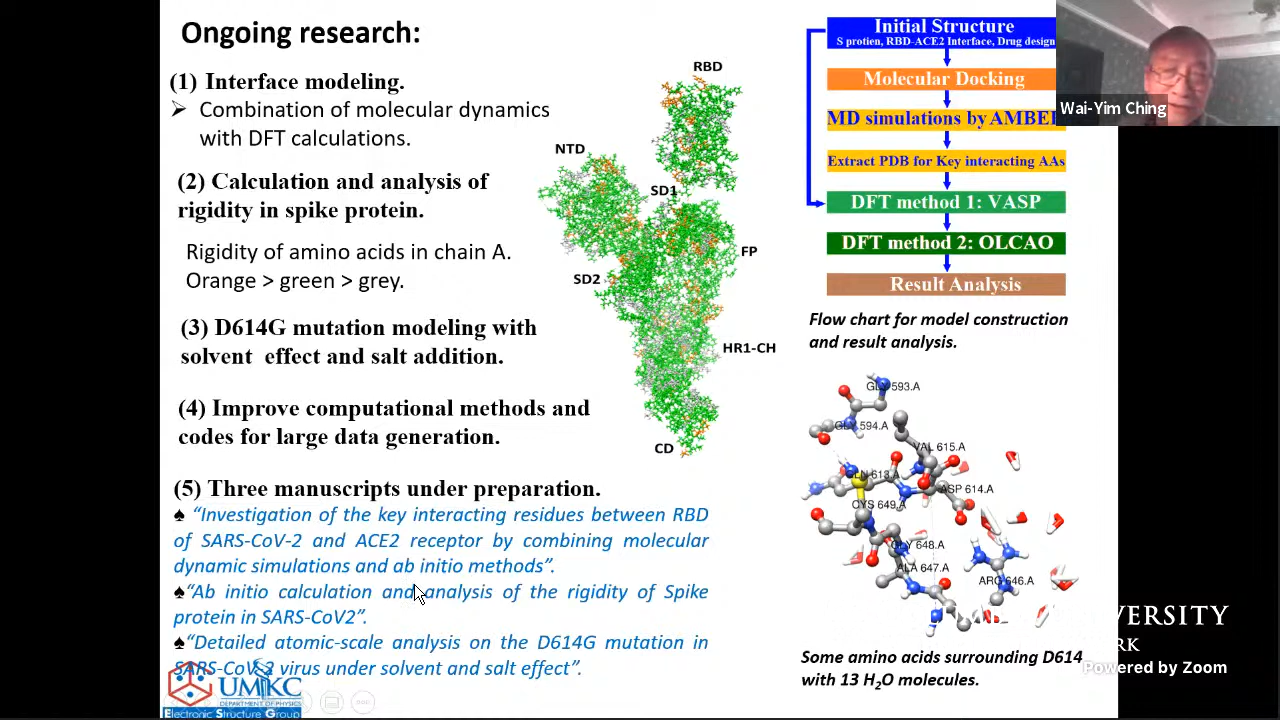 Ongoing research:
(1) Interface modeling.
➢ Combination of molecular dynamics
with DFT calculations.
(2) Calculation and analysis of
rigidity in spike protein.
Rigidity of amino acids in chain A.
Orange > green > grey.
(3) D614G mutation modeling with
solvent effect and salt addition.
(4) Improve computational methods and
codes for large data generation.
(5) Three manuscripts under preparation.
♠ “Investigation of the key interacting residues between RBD
of SARS-CoV-2 and ACE2 receptor by combining molecular
dynamic simulations and ab initio methods”.
♠“Ab initio calculation and analysis of the rigidity of Spike
protein in SARS-CoV2”.
♠“Detailed atomic-scale analysis on the D614G mutation in
SARS-CoV-2 virus under solvent and salt effect”.
UMKC
DEPARTMENT OF PHYSICS
Electronic Structure Group
RBD
NTD
SD1
FP
SD2
HR1-CH
CD
Initial Structure
S protien, RBD-ACE2 Interface, Drug design
Molecular Docking
MD simulations by AMBER
Extract PDB for Key interacting AAs
DFT method 1: VASP
DFT method 2: OLCAO
Result Analysis
Flow chart for model construction
and result analysis.
GLY 593.A
GLY 594.A
VAL 615.A
GLN 613.A
ASP 614.A
CYS 649.A
GLY 648.A
ALA 647.A
ARG 646.A
Some amino acids surrounding D614
with 13 H2O molecules.
Wai-Yim Ching
IVERSITY
RK
Powered by Zoom